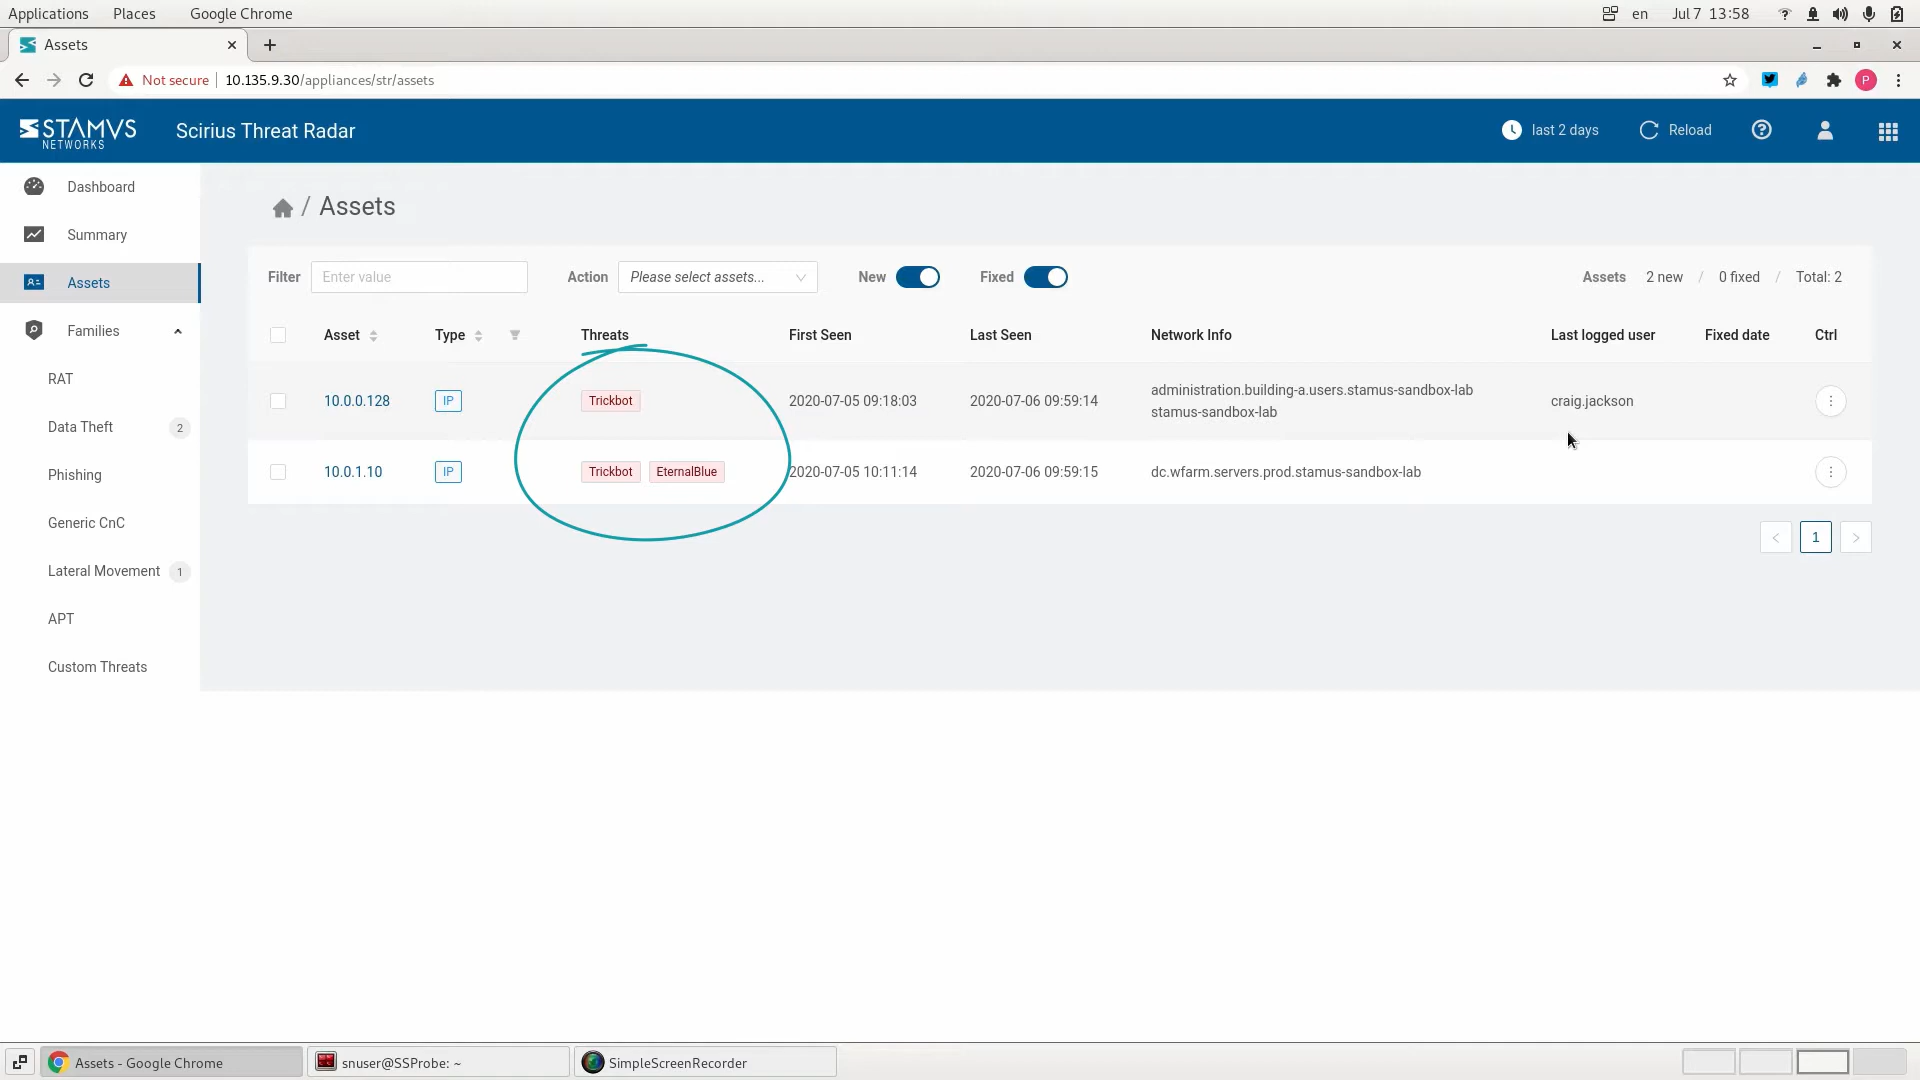 Applications Places Google Chrome en Jul 7 13:58
Assets
Not secure 10.135.9.30/appliances/str/assets P
STAMVS NETWORKS Scirius Threat Radar last 2 days Reload
Dashboard
Summary
Assets
Families
RAT
Data Theft 2
Phishing
Generic CnC
Lateral Movement 1
APT
Custom Threats
/ Assets
Filter Enter value Action Please select assets... New Fixed Assets 2 new / 0 fixed / Total: 2
Asset Type Threats First Seen Last Seen Network Info Last logged user Fixed date Ctrl
10.0.0.128 IP Trickbot 2020-07-05 09:18:03 2020-07-06 09:59:14 administration.building-a.users.stamus-sandbox-lab craig.jackson
stamus-sandbox-lab
10.0.1.10 IP Trickbot EternalBlue 2020-07-05 10:11:14 2020-07-06 09:59:15 dc.wfarm.servers.prod.stamus-sandbox-lab
< 1 >
Assets - Google Chrome snuser@SSProbe: ~ SimpleScreenRecorder